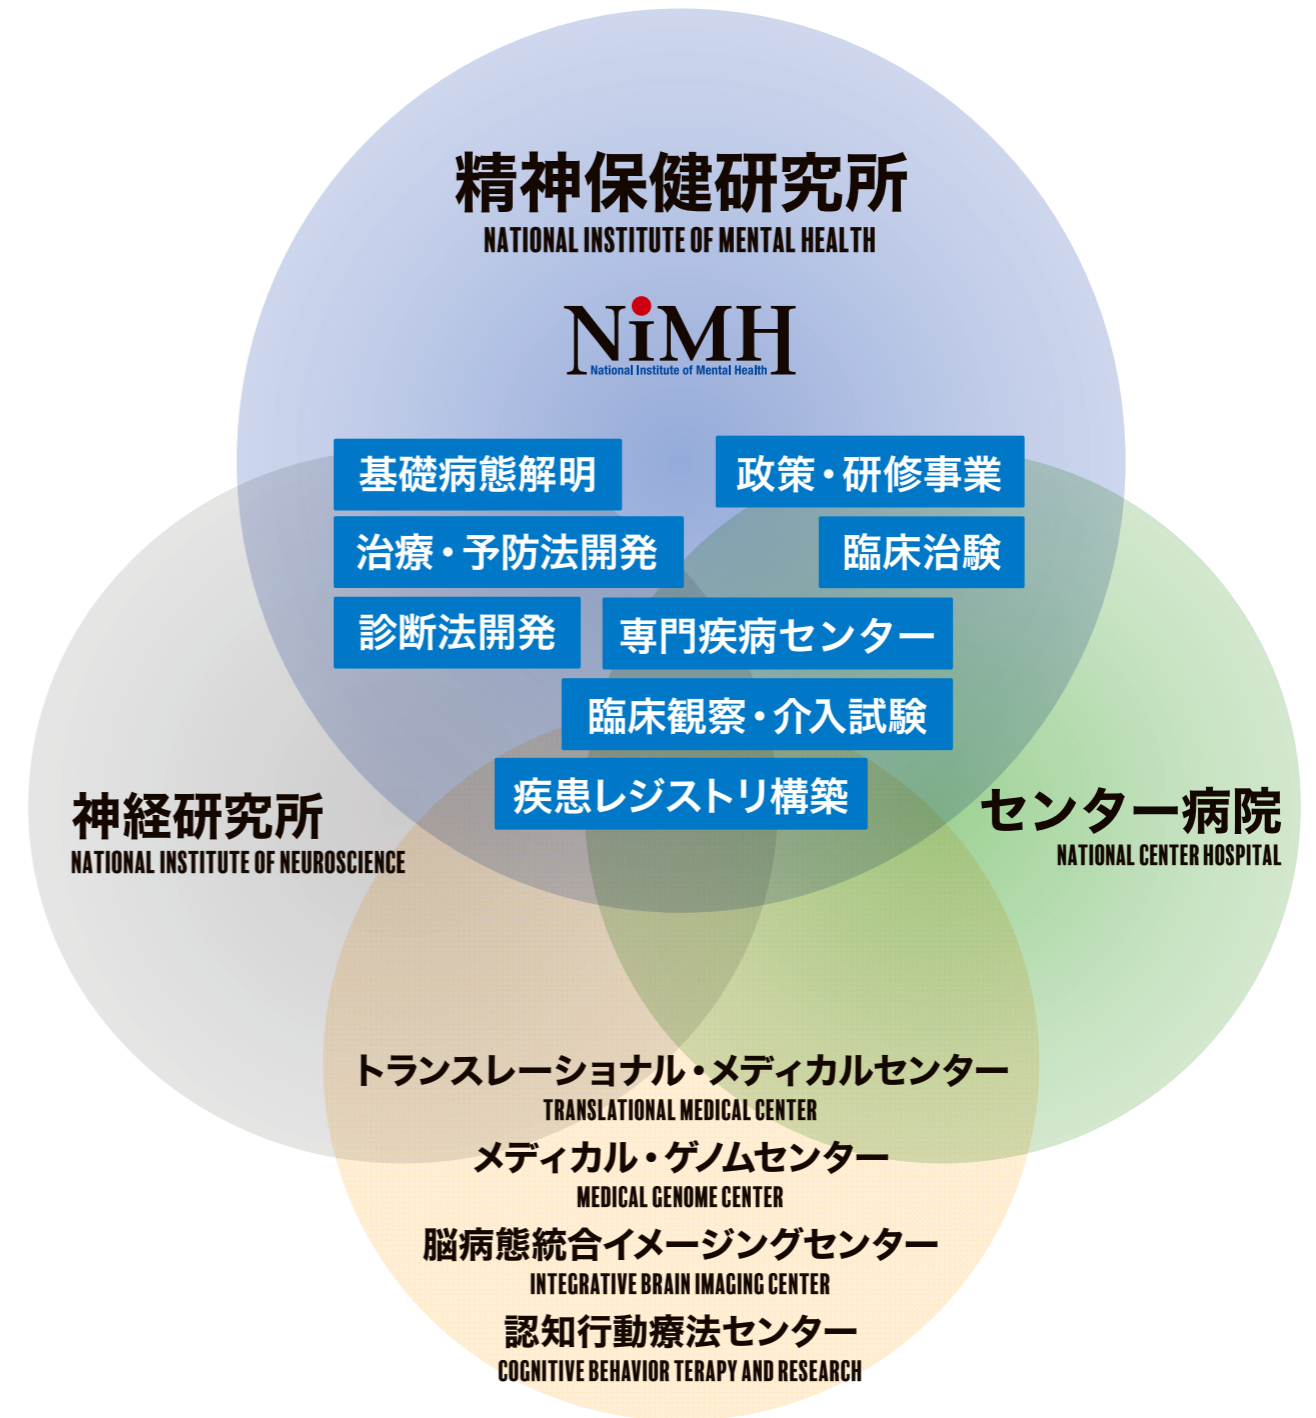 精神保健研究所
NATIONAL INSTITUTE OF MENTAL HEALTH
NiMH
National Institute of Mental Health
基礎病態解明
政策・研修事業
治療・予防法開発
臨床治験
診断法開発
専門疾病センター
臨床観察・介入試験
疾患レジストリ構築
神経研究所
NATIONAL INSTITUTE OF NEUROSCIENCE
センター病院
NATIONAL CENTER HOSPITAL
トランスレーショナル・メディカルセンター
TRANSLATIONAL MEDICAL CENTER
メディカル・ゲノムセンター
MEDICAL GENOME CENTER
脳病態統合イメージングセンター
INTEGRATIVE BRAIN IMAGING CENTER
認知行動療法センター
COGNITIVE BEHAVIOR TERAPY AND RESEARCH